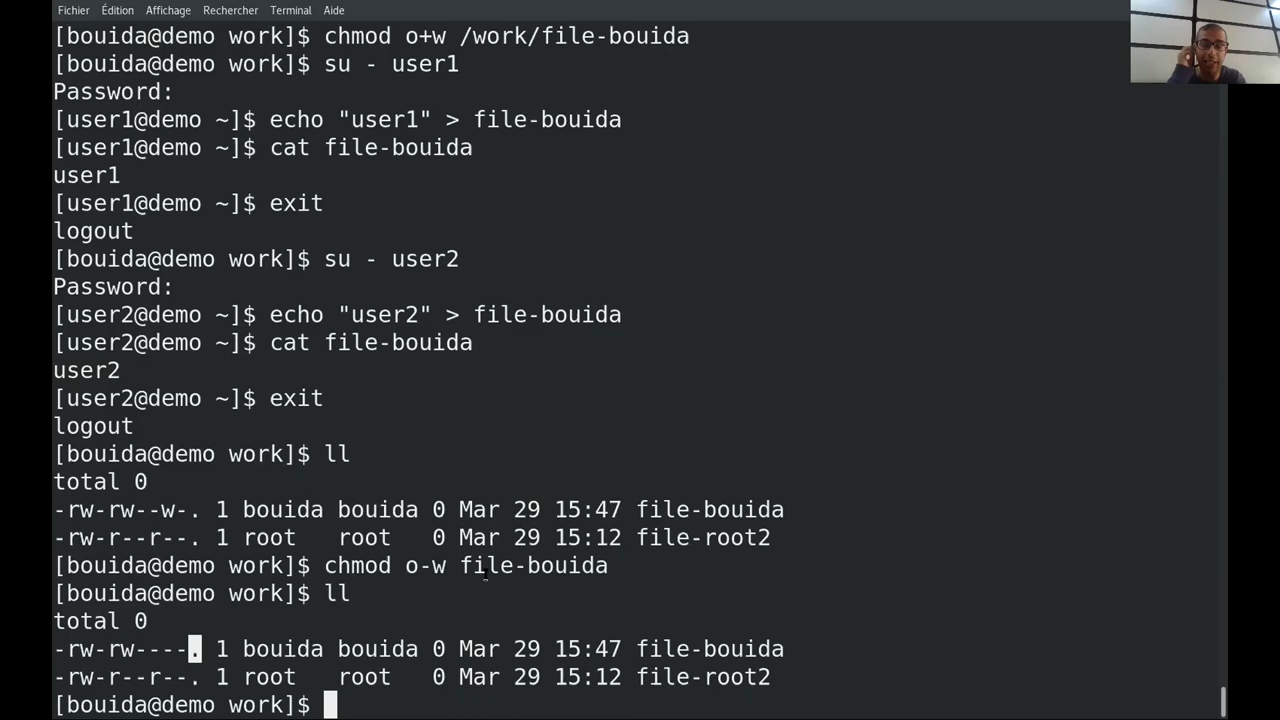 Fichier Édition Affichage Rechercher Terminal Aide
[bouida@demo work]$ chmod o+w /work/file-bouida
[bouida@demo work]$ su - user1
Password:
[user1@demo ~]$ echo "user1" > file-bouida
[user1@demo ~]$ cat file-bouida
user1
[user1@demo ~]$ exit
logout
[bouida@demo work]$ su - user2
Password:
[user2@demo ~]$ echo "user2" > file-bouida
[user2@demo ~]$ cat file-bouida
user2
[user2@demo ~]$ exit
logout
[bouida@demo work]$ ll
total 0
-rw-rw--w-. 1 bouida bouida 0 Mar 29 15:47 file-bouida
-rw-r--r--. 1 root   root   0 Mar 29 15:12 file-root2
[bouida@demo work]$ chmod o-w file-bouida
[bouida@demo work]$ ll
total 0
-rw-rw----. 1 bouida bouida 0 Mar 29 15:47 file-bouida
-rw-r--r--. 1 root   root   0 Mar 29 15:12 file-root2
[bouida@demo work]$